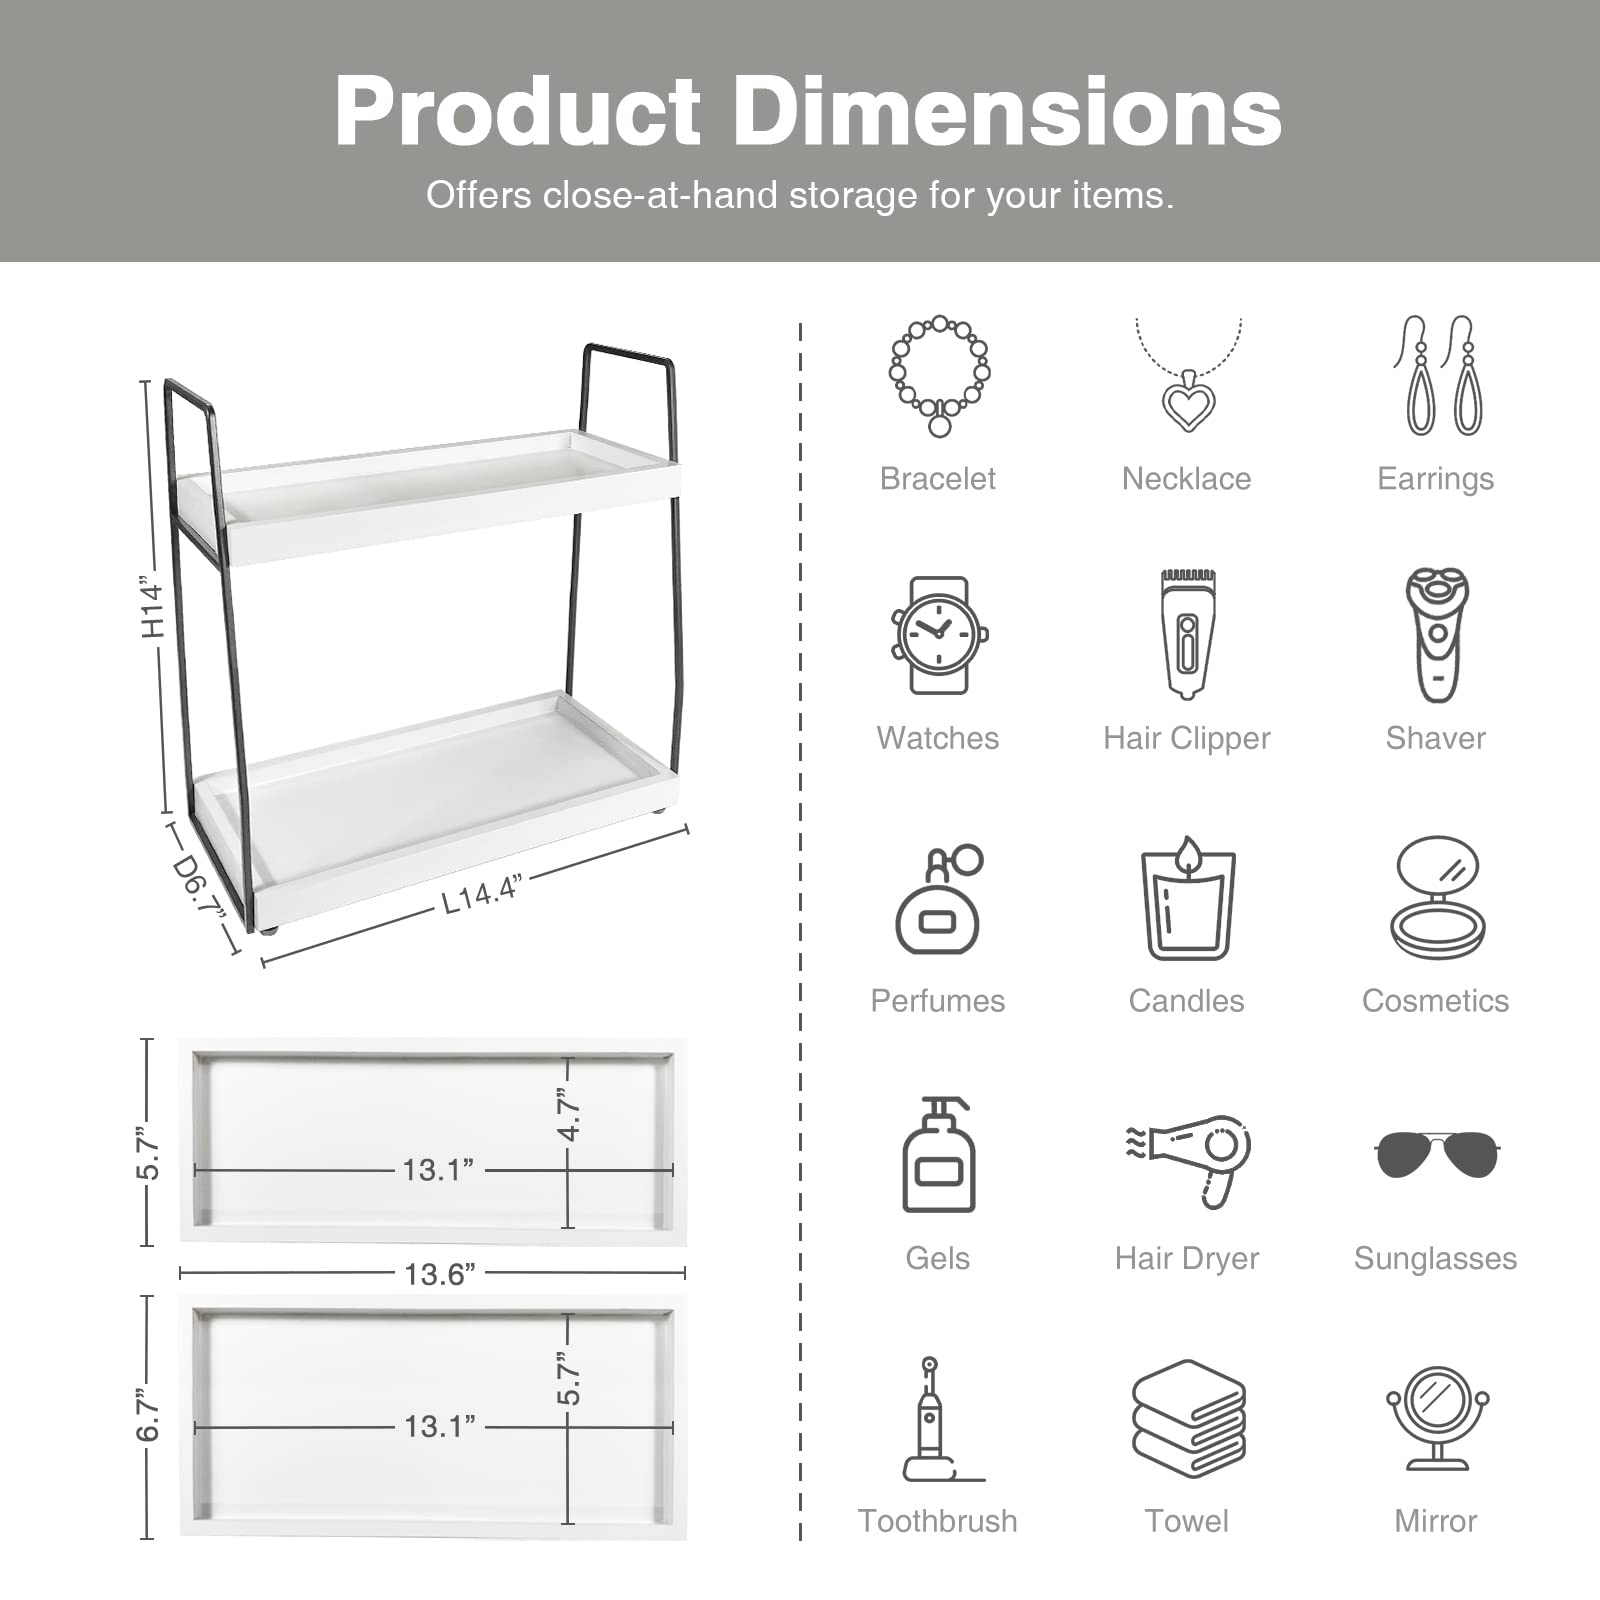 Product Dimensions
Offers close-at-hand storage for your items.
H14”
D6.7”
L14.4”
5.7”
4.7”
13.1”
13.6”
6.7”
5.7”
13.1”
Bracelet
Necklace
Earrings
Watches
Hair Clipper
Shaver
Perfumes
Candles
Cosmetics
Gels
Hair Dryer
Sunglasses
Toothbrush
Towel
Mirror